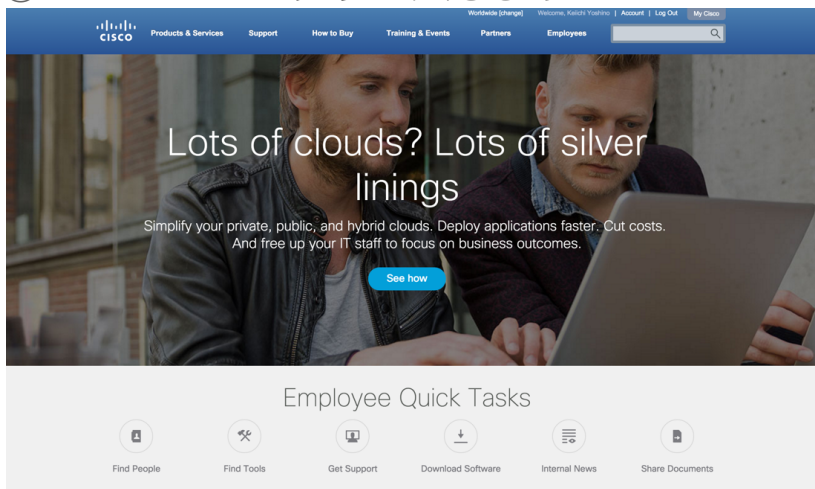 Worldwide [change] Welcome, Keiichi Yoshino | Account | Log Out My Cisco
CISCO Products & Services Support How to Buy Training & Events Partners Employees
Lots of clouds? Lots of silver
linings
Simplify your private, public, and hybrid clouds. Deploy applications faster. Cut costs.
And free up your IT staff to focus on business outcomes.
See how
Employee Quick Tasks
Find People Find Tools Get Support Download Software Internal News Share Documents